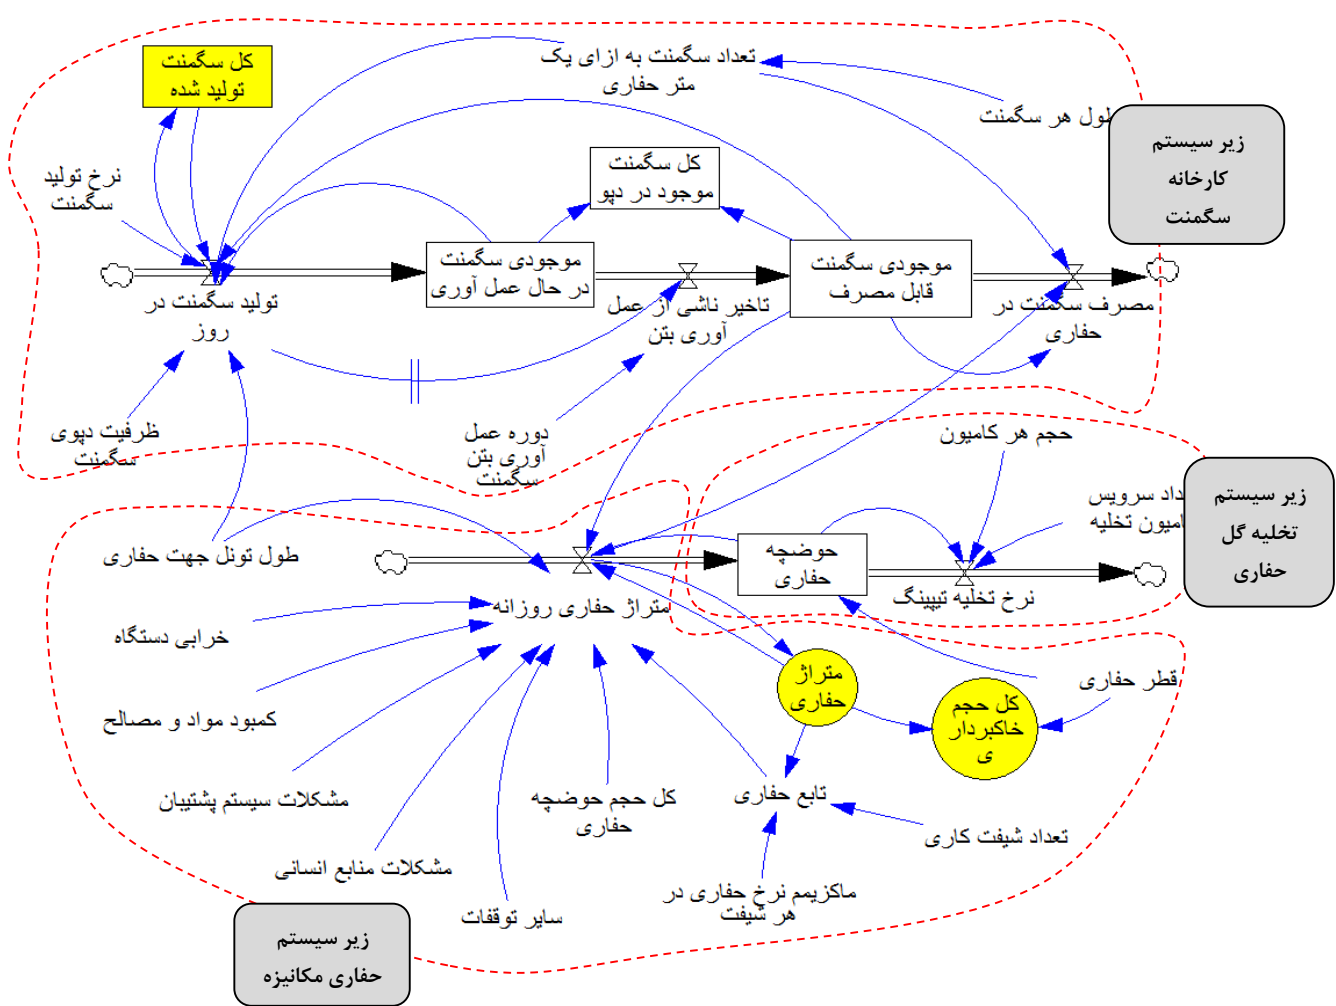 کل سگمنت
تولید شده
تعداد سگمنت به ازای یک
متر حفاری
طول هر سگمنت
زیر سیستم
کارخانه
سگمنت
نرخ تولید
سگمنت
کل سگمنت
موجود در دپو
موجودی سگمنت
در حال عمل آوری
موجودی سگمنت
قابل مصرف
تولید سگمنت در
روز
تاخیر ناشی از عمل
آوری بتن
مصرف سگمنت در
حفاری
ظرفیت دپوی
سگمنت
دوره عمل
آوری بتن
سگمنت
حجم هر کامیون
سرویس
تخلیه
زیر سیستم
تخلیه گل
حفاری
طول تونل جهت حفاری
حوضچه
حفاری
نرخ تخلیه تیپینگ
متراژ حفاری روزانه
خرابی دستگاه
کمبود مواد و مصالح
مشکلات سیستم پشتیبان
مشکلات منابع انسانی
سایر توقفات
کل حجم حوضچه
حفاری
متراژ
حفاری
کل حجم
خاکبردار
ی
قطر حفاری
تابع حفاری
تعداد شیفت کاری
ماکزیمم نرخ حفاری در
هر شیفت
زیر سیستم
حفاری مکانیزه